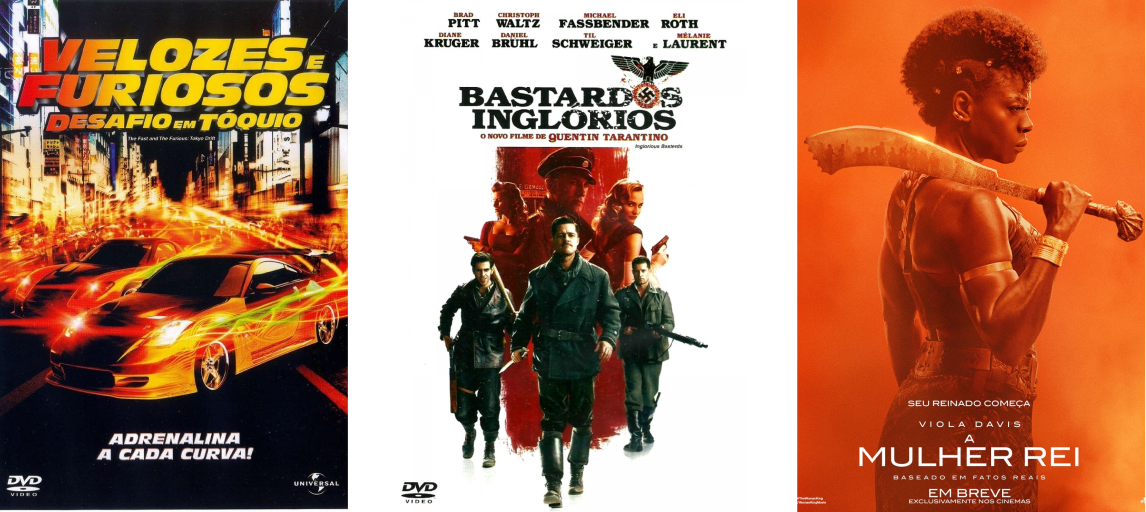 VELOZES E
FURIOSOS
DESAFIO EM TÓQUIO
The Fast and The Furious: Tokyo Drift
ADRENALINA
A CADA CURVA!
DVD
VIDEO
UNIVERSAL
BRAD PITT
CHRISTOPH WALTZ
MICHAEL FASSBENDER
ELI ROTH
DIANE KRUGER
DANIEL BRÜHL
TIL SCHWEIGER
E MÉLANIE LAURENT
BASTARDOS
INGLÓRIOS
O NOVO FILME DE QUENTIN TARANTINO
Inglorious Basterds
DVD
VIDEO
SEU REINADO COMEÇA
VIOLA DAVIS
A
MULHER REI
BASEADO EM FATOS REAIS
EM BREVE
EXCLUSIVAMENTE NOS CINEMAS